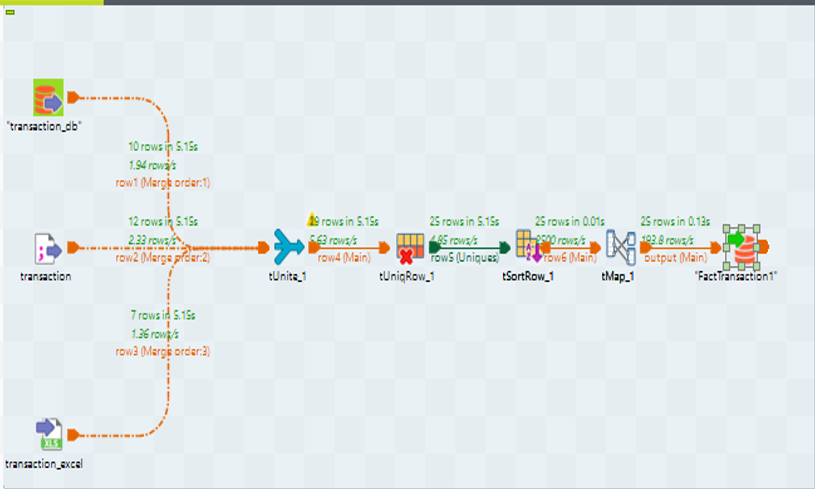 "transaction_db"
10 rows in 5.15s
1.94 rows/s
row1 (Merge order:1)
12 rows in 5.15s
2.33 rows/s
row2 (Merge order:2)
transaction
29 rows in 5.15s
5.63 rows/s
row4 (Main)
tUnite_1
25 rows in 5.15s
4.85 rows/s
row5 (Uniques)
tUniqRow_1
25 rows in 0.01s
2500 rows/s
row6 (Main)
tSortRow_1
25 rows in 0.13s
193.8 rows/s
output (Main)
tMap_1
"FactTransaction1"
7 rows in 5.15s
1.36 rows/s
row3 (Merge order:3)
XLS
transaction_excel